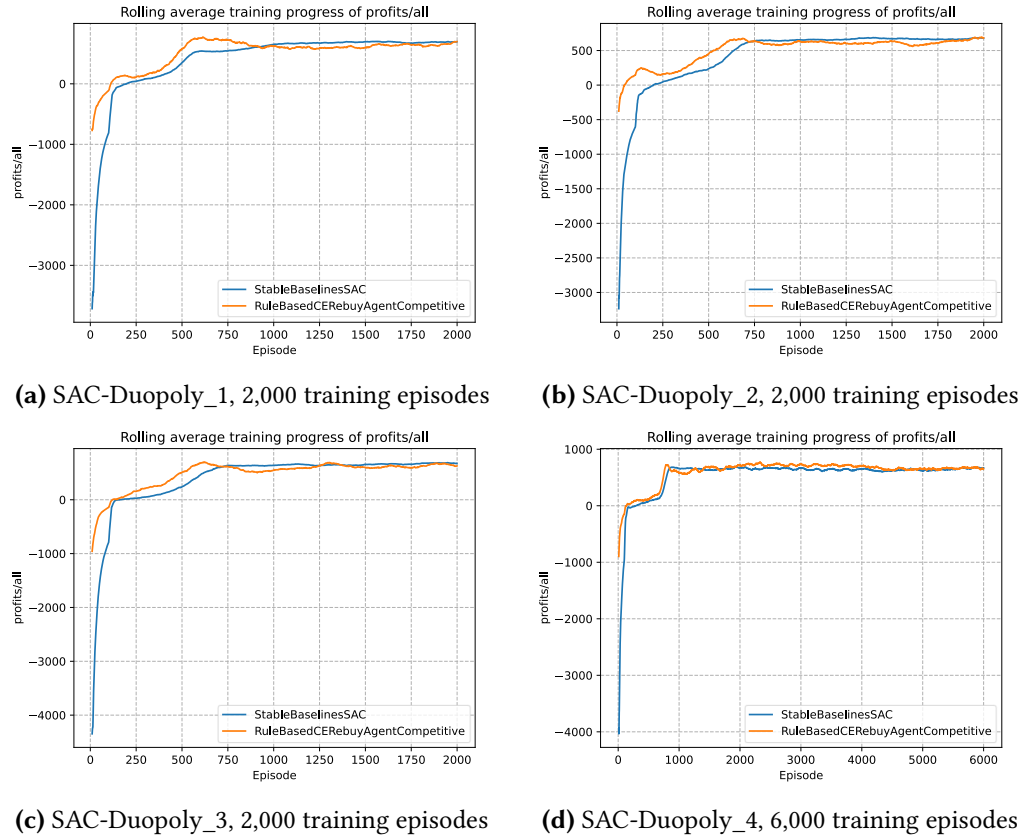 Rolling average training progress of profits/all
0
−1000
−2000
−3000
profits/all
StableBaselinesSAC
RuleBasedCERebuyAgentCompetitive
0 250 500 750 1000 1250 1500 1750 2000
Episode
(a) SAC-Duopoly_1, 2,000 training episodes
Rolling average training progress of profits/all
500
0
−500
−1000
−1500
−2000
−2500
−3000
profits/all
StableBaselinesSAC
RuleBasedCERebuyAgentCompetitive
0 250 500 750 1000 1250 1500 1750 2000
Episode
(b) SAC-Duopoly_2, 2,000 training episodes
Rolling average training progress of profits/all
0
−1000
−2000
−3000
−4000
profits/all
StableBaselinesSAC
RuleBasedCERebuyAgentCompetitive
0 250 500 750 1000 1250 1500 1750 2000
Episode
(c) SAC-Duopoly_3, 2,000 training episodes
Rolling average training progress of profits/all
1000
0
−1000
−2000
−3000
−4000
profits/all
StableBaselinesSAC
RuleBasedCERebuyAgentCompetitive
0 1000 2000 3000 4000 5000 6000
Episode
(d) SAC-Duopoly_4, 6,000 training episodes